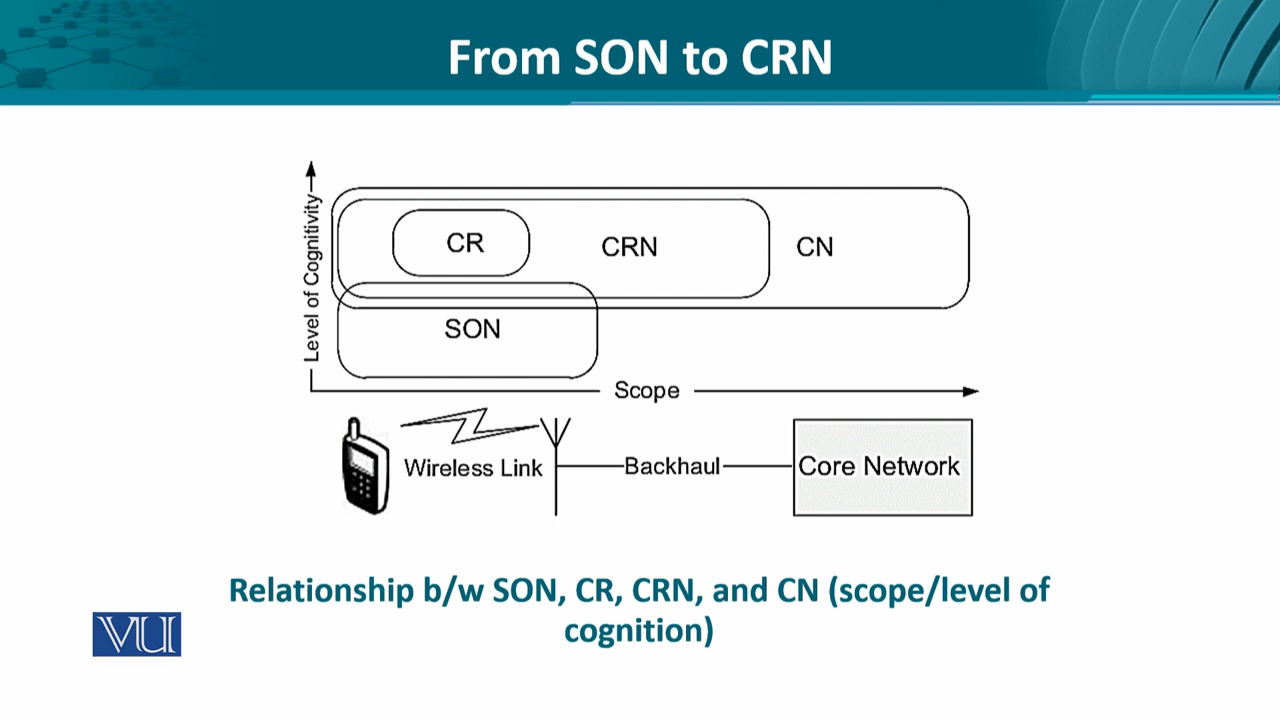 From SON to CRN
Level of Cognitivity
CR
CRN
CN
SON
Scope
Wireless Link
Backhaul
Core Network
Relationship b/w SON, CR, CRN, and CN (scope/level of
cognition)
VU